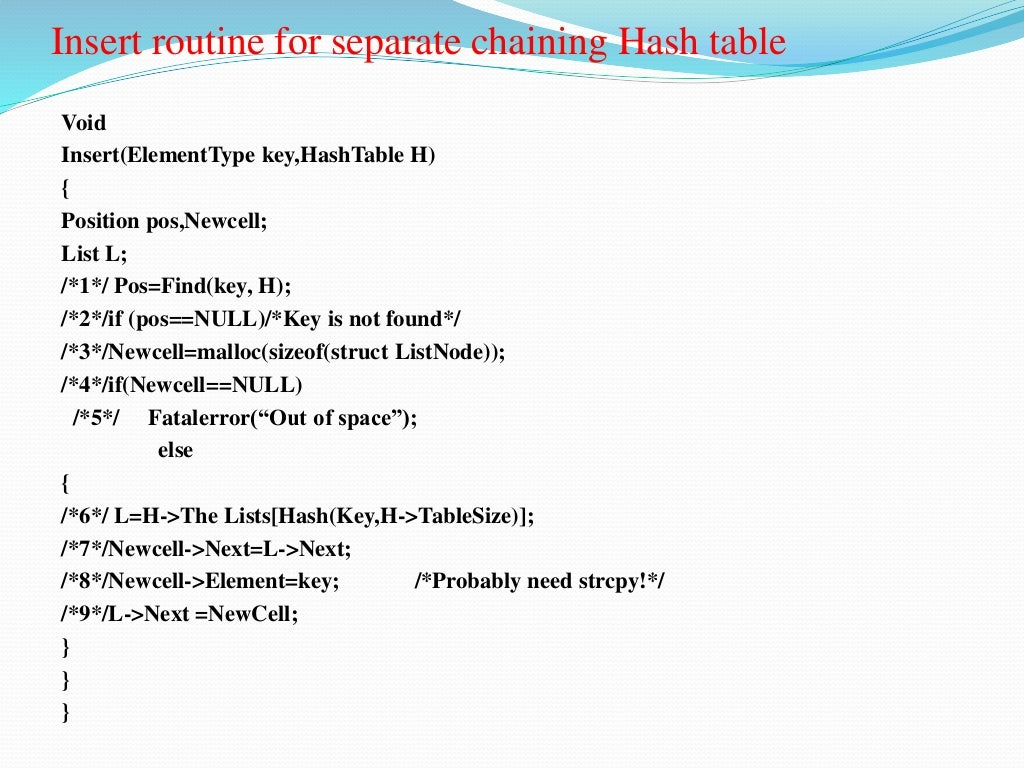 Insert routine for separate chaining Hash table
Void
Insert(ElementType key,HashTable H)
{
Position pos,Newcell;
List L;
/*1*/ Pos=Find(key, H);
/*2*/if (pos==NULL)/*Key is not found*/
/*3*/Newcell=malloc(sizeof(struct ListNode));
/*4*/if(Newcell==NULL)
/*5*/ Fatalerror(“Out of space”);
else
{
/*6*/ L=H->The Lists[Hash(Key,H->TableSize)];
/*7*/Newcell->Next=L->Next;
/*8*/Newcell->Element=key; /*Probably need strcpy!*/
/*9*/L->Next =NewCell;
}
}
}